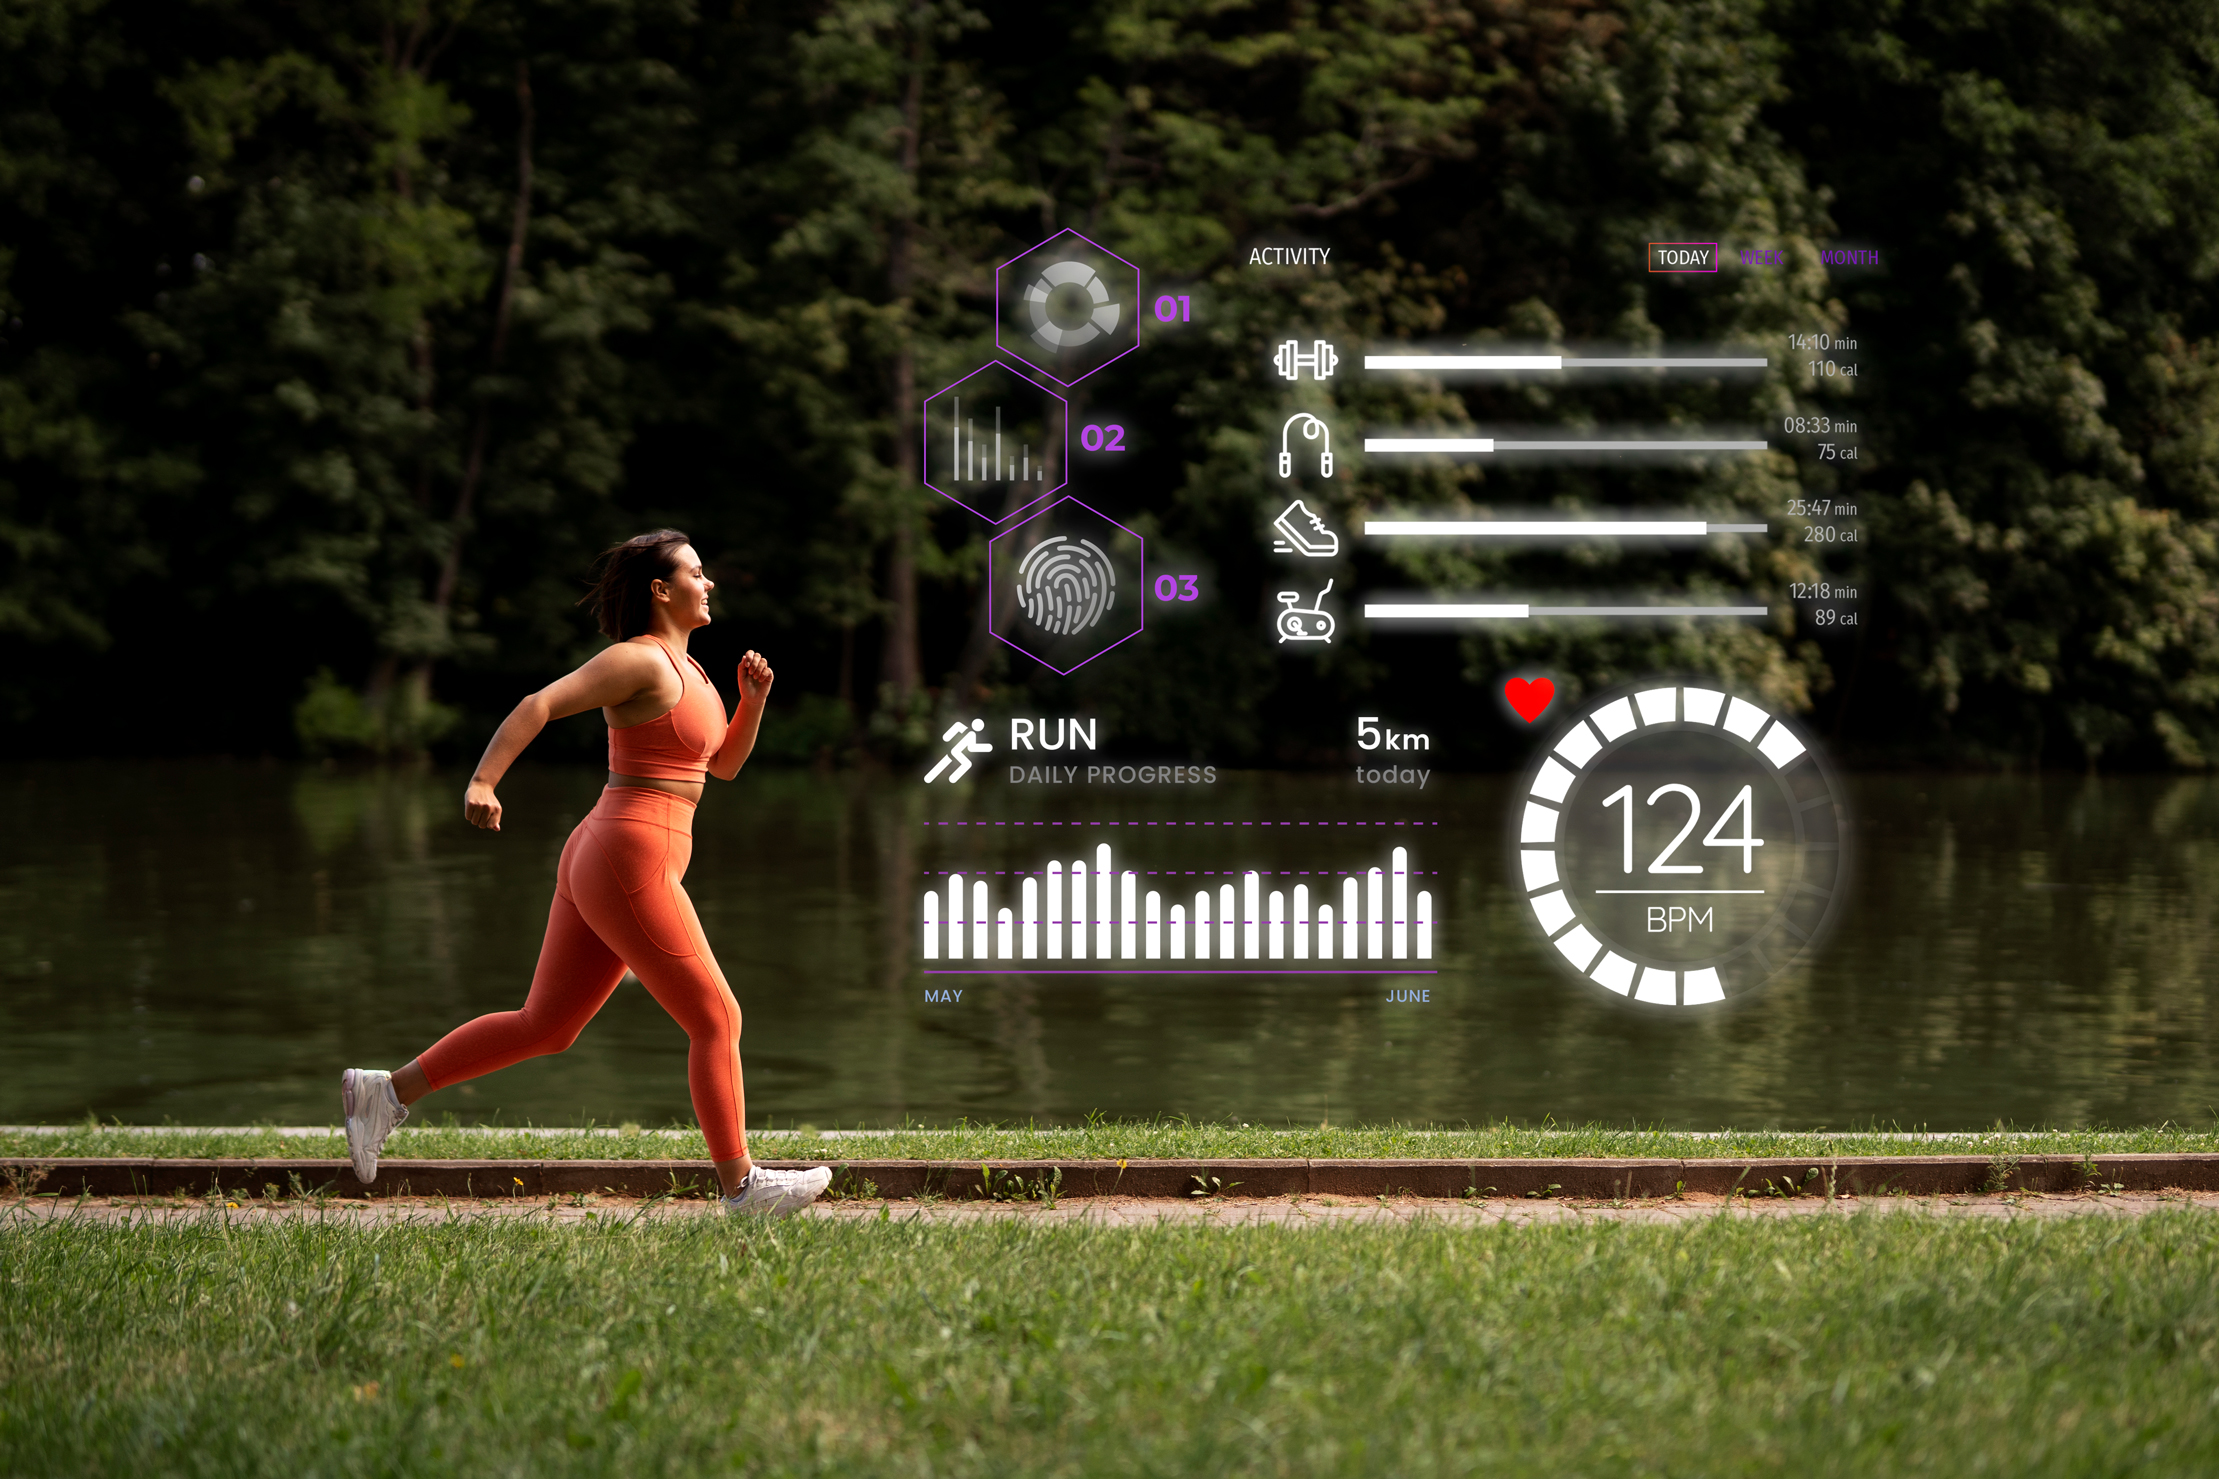 ACTIVITY TODAY WEEK MONTH
01
14:10 min
110 cal
02
08:33 min
75 cal
25:47 min
280 cal
03
12:18 min
89 cal
RUN 5km
DAILY PROGRESS today
124
BPM
MAY JUNE